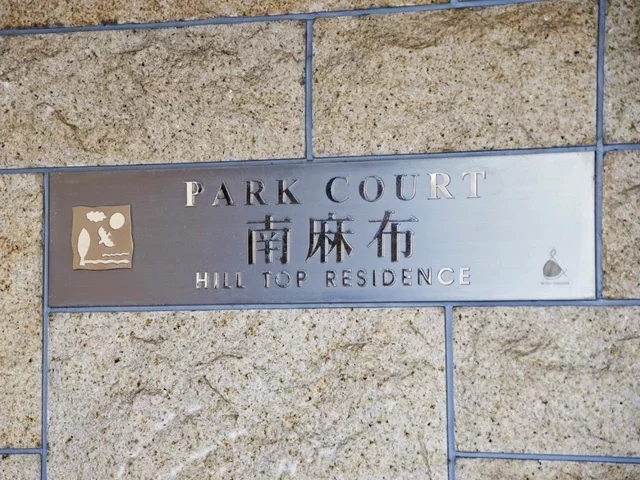 PARK COURT
南麻布
HILL TOP RESIDENCE